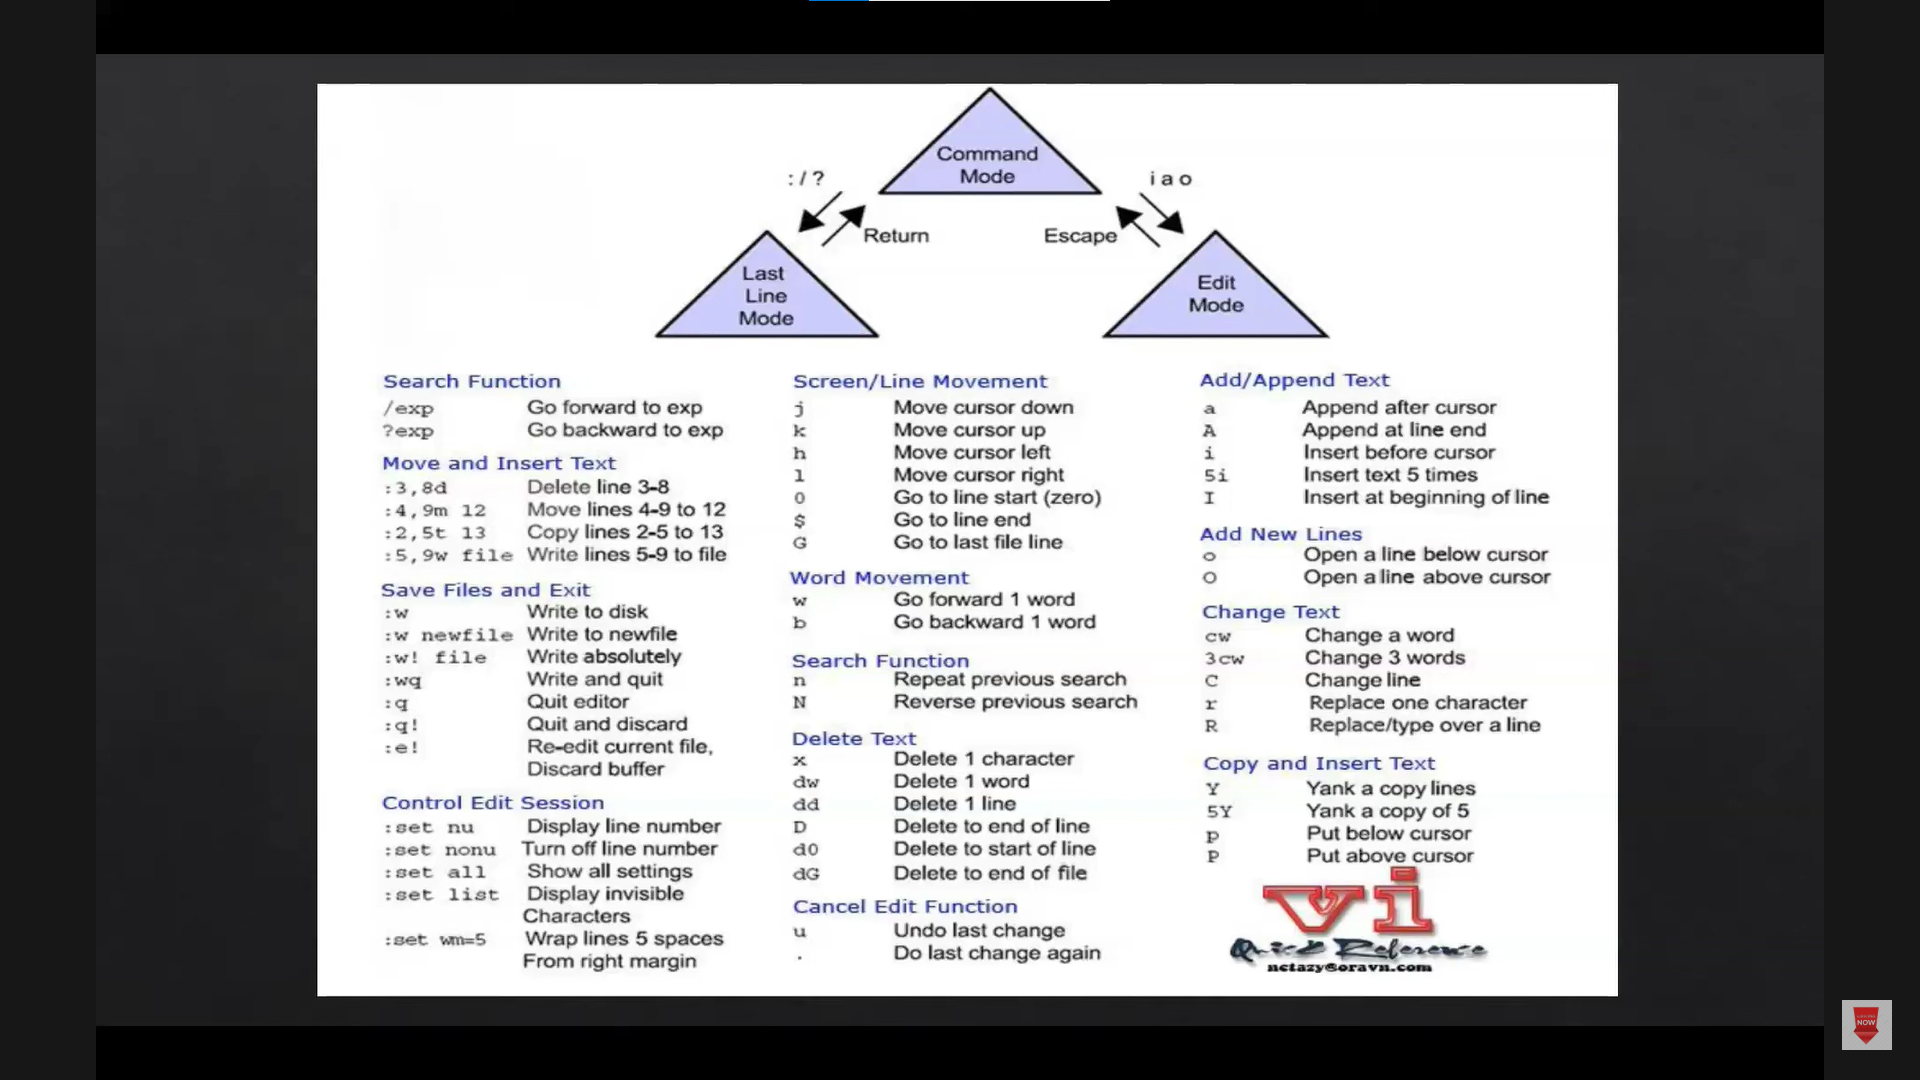 Command
Mode
: / ?
i a o
Return
Escape
Last
Line
Mode
Edit
Mode
Search Function
/exp Go forward to exp
?exp Go backward to exp
Move and Insert Text
:3,8d Delete line 3-8
:4,9m 12 Move lines 4-9 to 12
:2,5t 13 Copy lines 2-5 to 13
:5,9w file Write lines 5-9 to file
Save Files and Exit
:w Write to disk
:w newfile Write to newfile
:w! file Write absolutely
:wq Write and quit
:q Quit editor
:q! Quit and discard
:e! Re-edit current file,
Discard buffer
Control Edit Session
:set nu Display line number
:set nonu Turn off line number
:set all Show all settings
:set list Display invisible
Characters
:set wm=5 Wrap lines 5 spaces
From right margin
Screen/Line Movement
j Move cursor down
k Move cursor up
h Move cursor left
l Move cursor right
0 Go to line start (zero)
$ Go to line end
G Go to last file line
Word Movement
w Go forward 1 word
b Go backward 1 word
Search Function
n Repeat previous search
N Reverse previous search
Delete Text
x Delete 1 character
dw Delete 1 word
dd Delete 1 line
D Delete to end of line
d0 Delete to start of line
dG Delete to end of file
Cancel Edit Function
u Undo last change
. Do last change again
Add/Append Text
a Append after cursor
A Append at line end
i Insert before cursor
5i Insert text 5 times
I Insert at beginning of line
Add New Lines
o Open a line below cursor
O Open a line above cursor
Change Text
cw Change a word
3cw Change 3 words
C Change line
r Replace one character
R Replace/type over a line
Copy and Insert Text
Y Yank a copy lines
5Y Yank a copy of 5
p Put below cursor
P Put above cursor
vi
Quick Reference
netazy@oravn.com
NOW